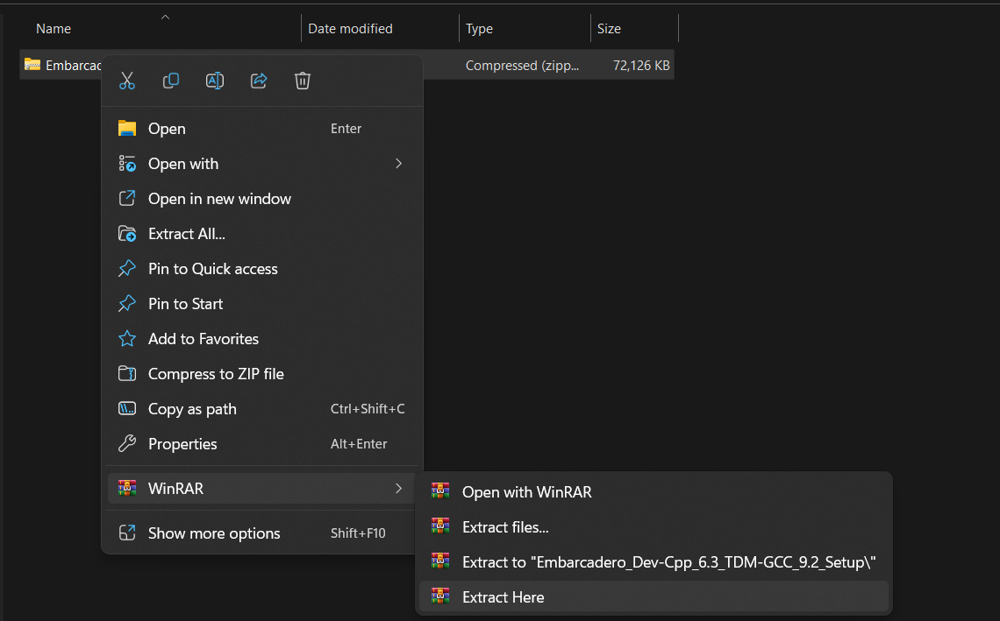 Name Date modified Type Size
Embarcad Compressed (zipp... 72,126 KB
Open Enter
Open with
Open in new window
Extract All...
Pin to Quick access
Pin to Start
Add to Favorites
Compress to ZIP file
Copy as path Ctrl+Shift+C
Properties Alt+Enter
WinRAR
Show more options Shift+F10
Open with WinRAR
Extract files...
Extract to "Embarcadero_Dev-Cpp_6.3_TDM-GCC_9.2_Setup\"
Extract Here